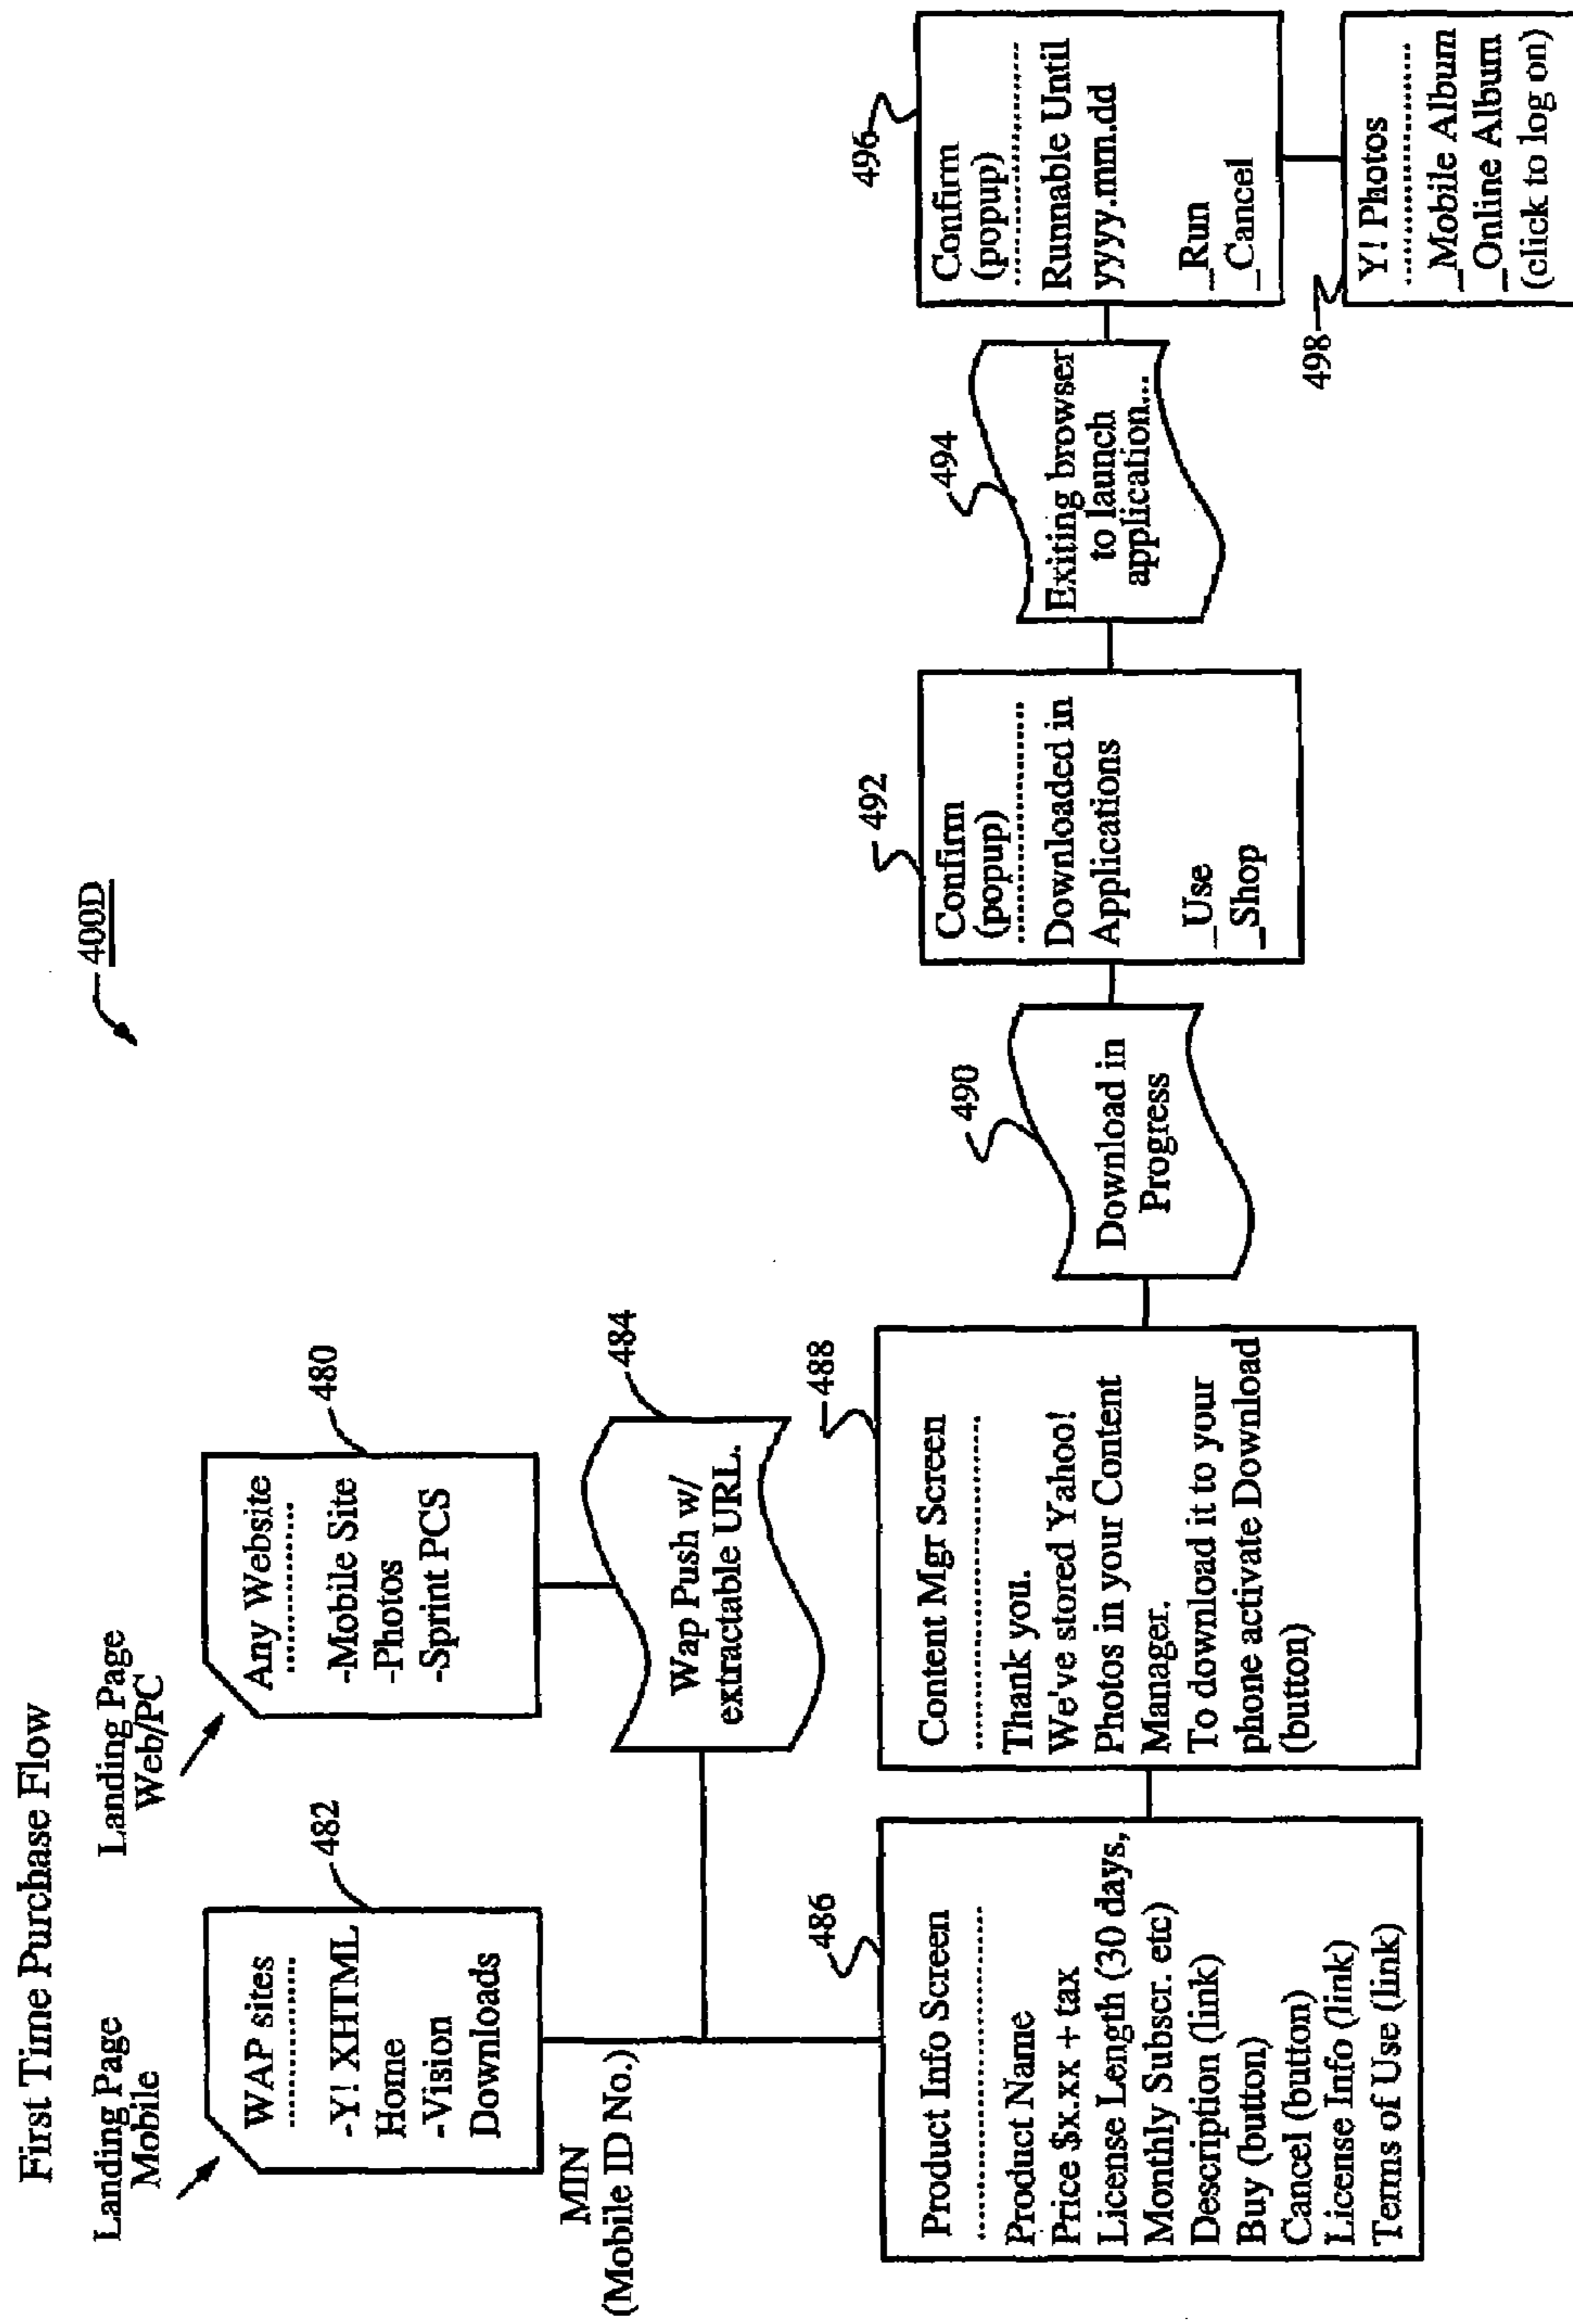 First Time Purchase Flow
400D
Landing Page
Mobile
Landing Page
Web/PC
482
WAP sites
-Y! XHTML
Home
-Vision
Downloads
480
Any Website
-Mobile Site
-Photos
-Sprint PCS
MIN
(Mobile ID No.)
484
Wap Push w/
extractable URL.
486
Product Info Screen
Product Name
Price $x.xx + tax
License Length (30 days,
Monthly Subscr. etc)
Description (link)
Buy (button)
Cancel (button)
License Info (link)
Terms of Use (link)
488
Content Mgr Screen
Thank you.
We've stored Yahoo!
Photos in your Content
Manager.
To download it to your
phone activate Download
(button)
490
Download in
Progress
492
Confirm
(popup)
Downloaded in
Applications
_Use
_Shop
494
Exiting browser
to launch
application...
496
Confirm
(popup)
Runnable Until
yyyy.mm.dd
_Run
_Cancel
498
Y! Photos
_Mobile Album
_Online Album
(click to log on)